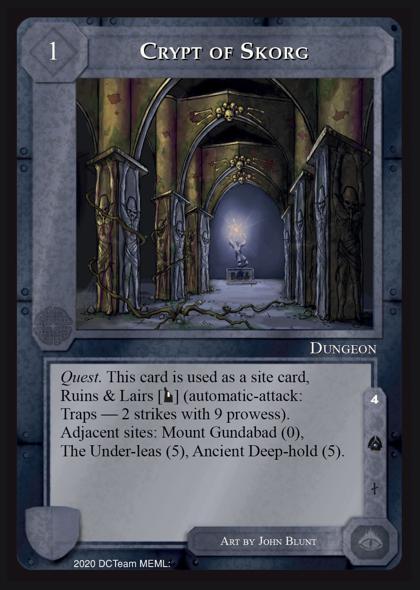 1
Crypt of Skorg
Dungeon
Quest. This card is used as a site card,
Ruins & Lairs [] (automatic-attack:
Traps — 2 strikes with 9 prowess).
Adjacent sites: Mount Gundabad (0),
The Under-leas (5), Ancient Deep-hold (5).
4
Art by John Blunt
2020 DCTeam MEML: